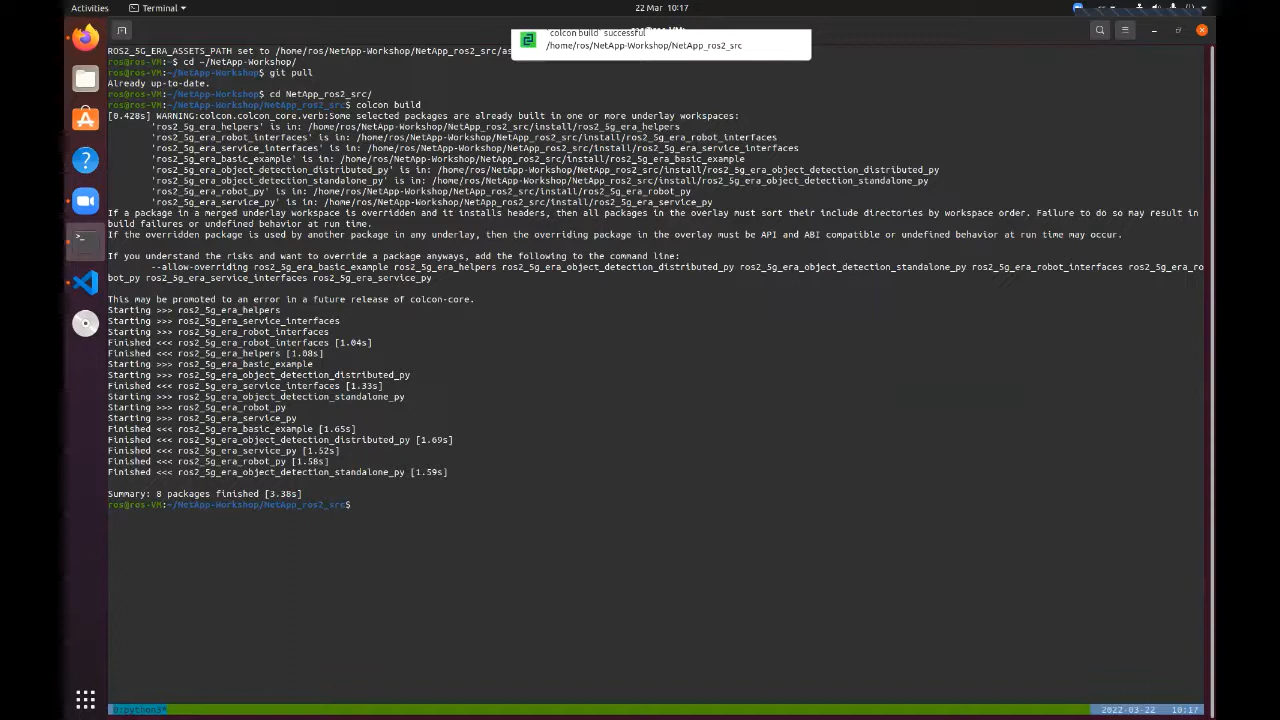 Activities
Terminal
22 Mar 10:17
'colcon build' successful
/home/ros/NetApp-Workshop/NetApp_ros2_src
ROS2_5G_ERA_ASSETS_PATH set to /home/ros/NetApp-Workshop/NetApp_ros2_src/as
ros@ros-VM:~$ cd ~/NetApp-Workshop/
ros@ros-VM:~/NetApp-Workshop$ git pull
Already up-to-date.
ros@ros-VM:~/NetApp-Workshop$ cd NetApp_ros2_src/
ros@ros-VM:~/NetApp-Workshop/NetApp_ros2_src$ colcon build
[0.428s] WARNING:colcon.colcon_core.verb:Some selected packages are already built in one or more underlay workspaces:
'ros2_5g_era_helpers' is in: /home/ros/NetApp-Workshop/NetApp_ros2_src/install/ros2_5g_era_helpers
'ros2_5g_era_robot_interfaces' is in: /home/ros/NetApp-Workshop/NetApp_ros2_src/install/ros2_5g_era_robot_interfaces
'ros2_5g_era_service_interfaces' is in: /home/ros/NetApp-Workshop/NetApp_ros2_src/install/ros2_5g_era_service_interfaces
'ros2_5g_era_basic_example' is in: /home/ros/NetApp-Workshop/NetApp_ros2_src/install/ros2_5g_era_basic_example
'ros2_5g_era_object_detection_distributed_py' is in: /home/ros/NetApp-Workshop/NetApp_ros2_src/install/ros2_5g_era_object_detection_distributed_py
'ros2_5g_era_object_detection_standalone_py' is in: /home/ros/NetApp-Workshop/NetApp_ros2_src/install/ros2_5g_era_object_detection_standalone_py
'ros2_5g_era_robot_py' is in: /home/ros/NetApp-Workshop/NetApp_ros2_src/install/ros2_5g_era_robot_py
'ros2_5g_era_service_py' is in: /home/ros/NetApp-Workshop/NetApp_ros2_src/install/ros2_5g_era_service_py
If a package in a merged underlay workspace is overridden and it installs headers, then all packages in the overlay must sort their include directories by workspace order. Failure to do so may result in
build failures or undefined behavior at run time.
If the overridden package is used by another package in any underlay, then the overriding package in the overlay must be API and ABI compatible or undefined behavior at run time may occur.
If you understand the risks and want to override a package anyways, add the following to the command line:
--allow-overriding ros2_5g_era_basic_example ros2_5g_era_helpers ros2_5g_era_object_detection_distributed_py ros2_5g_era_object_detection_standalone_py ros2_5g_era_robot_interfaces ros2_5g_era_ro
bot_py ros2_5g_era_service_interfaces ros2_5g_era_service_py
This may be promoted to an error in a future release of colcon-core.
Starting >>> ros2_5g_era_helpers
Starting >>> ros2_5g_era_service_interfaces
Starting >>> ros2_5g_era_robot_interfaces
Finished <<< ros2_5g_era_robot_interfaces [1.04s]
Finished <<< ros2_5g_era_helpers [1.08s]
Starting >>> ros2_5g_era_basic_example
Starting >>> ros2_5g_era_object_detection_distributed_py
Finished <<< ros2_5g_era_service_interfaces [1.33s]
Starting >>> ros2_5g_era_object_detection_standalone_py
Starting >>> ros2_5g_era_robot_py
Starting >>> ros2_5g_era_service_py
Finished <<< ros2_5g_era_basic_example [1.65s]
Finished <<< ros2_5g_era_object_detection_distributed_py [1.69s]
Finished <<< ros2_5g_era_service_py [1.52s]
Finished <<< ros2_5g_era_robot_py [1.58s]
Finished <<< ros2_5g_era_object_detection_standalone_py [1.59s]
Summary: 8 packages finished [3.38s]
ros@ros-VM:~/NetApp-Workshop/NetApp_ros2_src$
0:python3*
2022-03-22 10:17